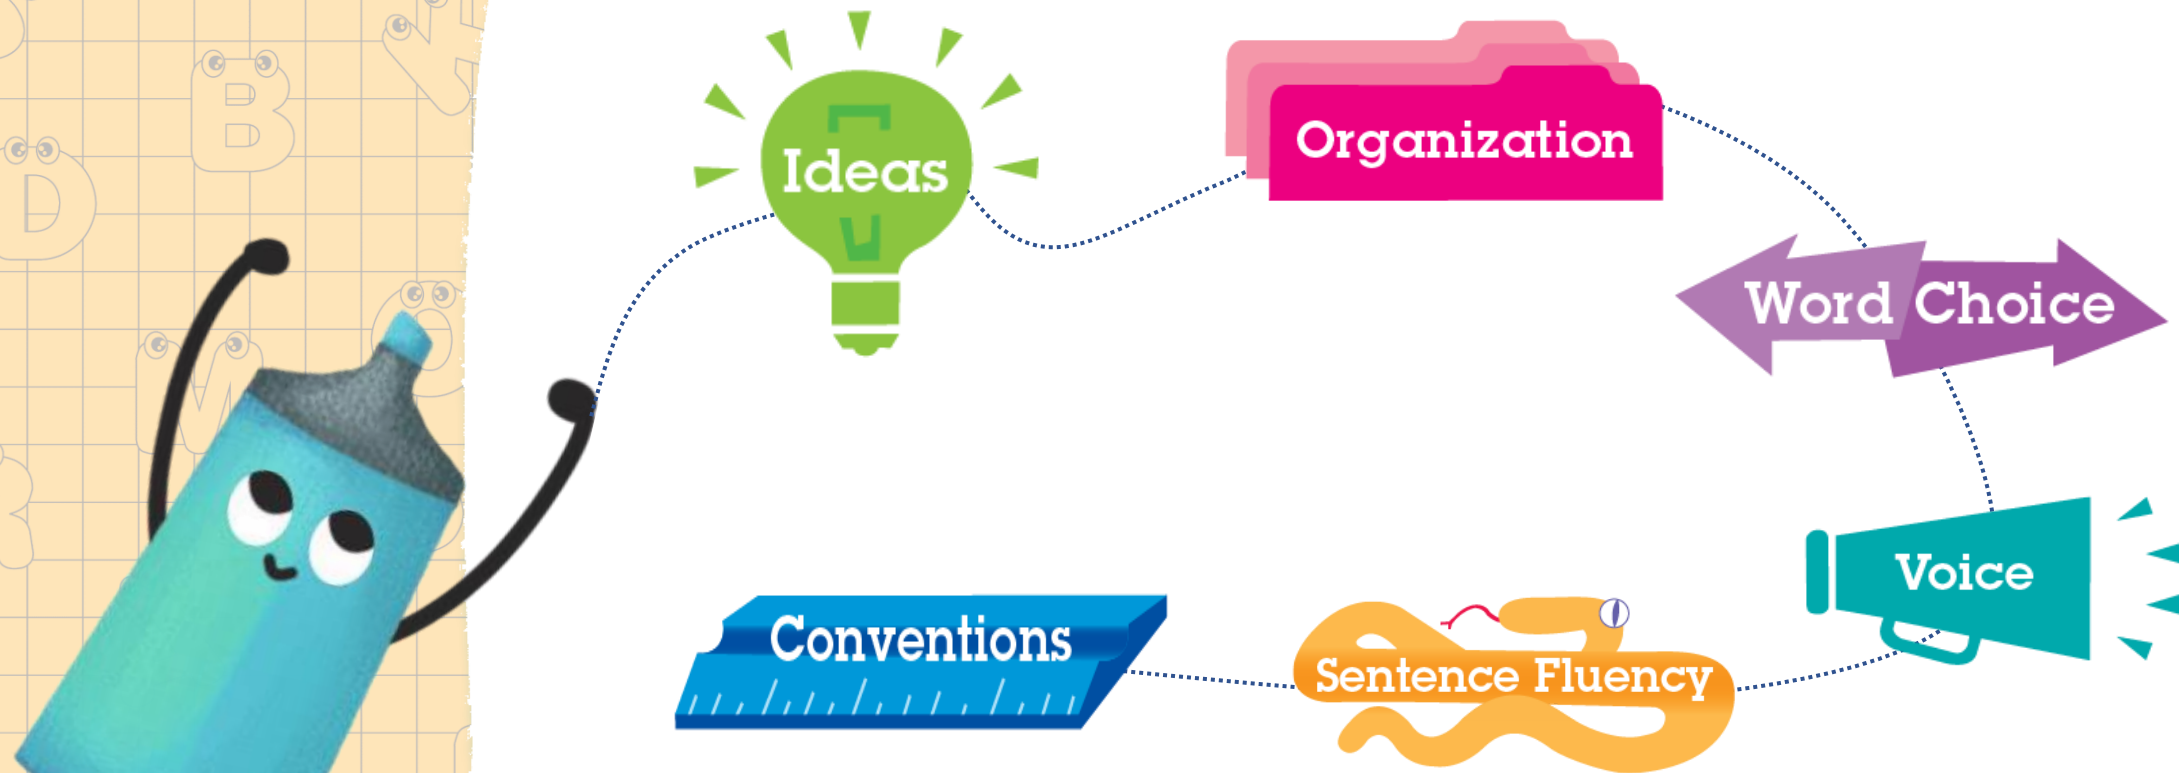 B
D
Ideas
Organization
Word Choice
Voice
Sentence Fluency
Conventions